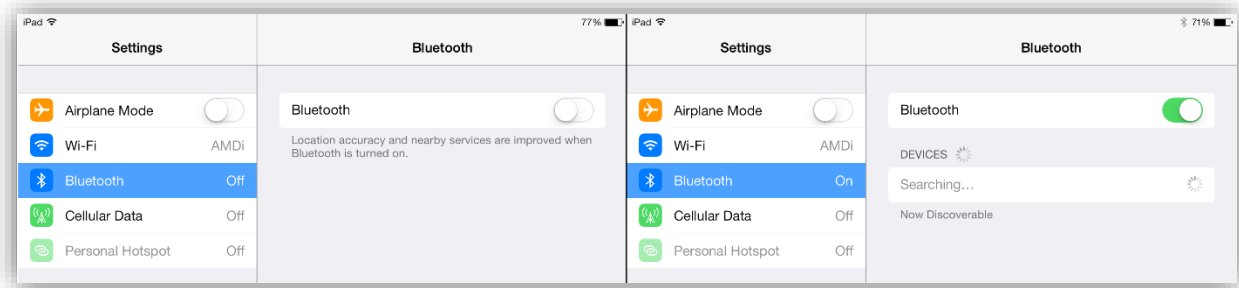 iPad 77%
Settings Bluetooth
Airplane Mode
Bluetooth
Wi-Fi AMDi
Location accuracy and nearby services are improved when
Bluetooth is turned on.
Bluetooth Off
Cellular Data Off
Personal Hotspot Off
iPad 71%
Settings Bluetooth
Airplane Mode
Bluetooth
Wi-Fi AMDi
DEVICES
Bluetooth On
Searching...
Cellular Data Off
Now Discoverable
Personal Hotspot Off